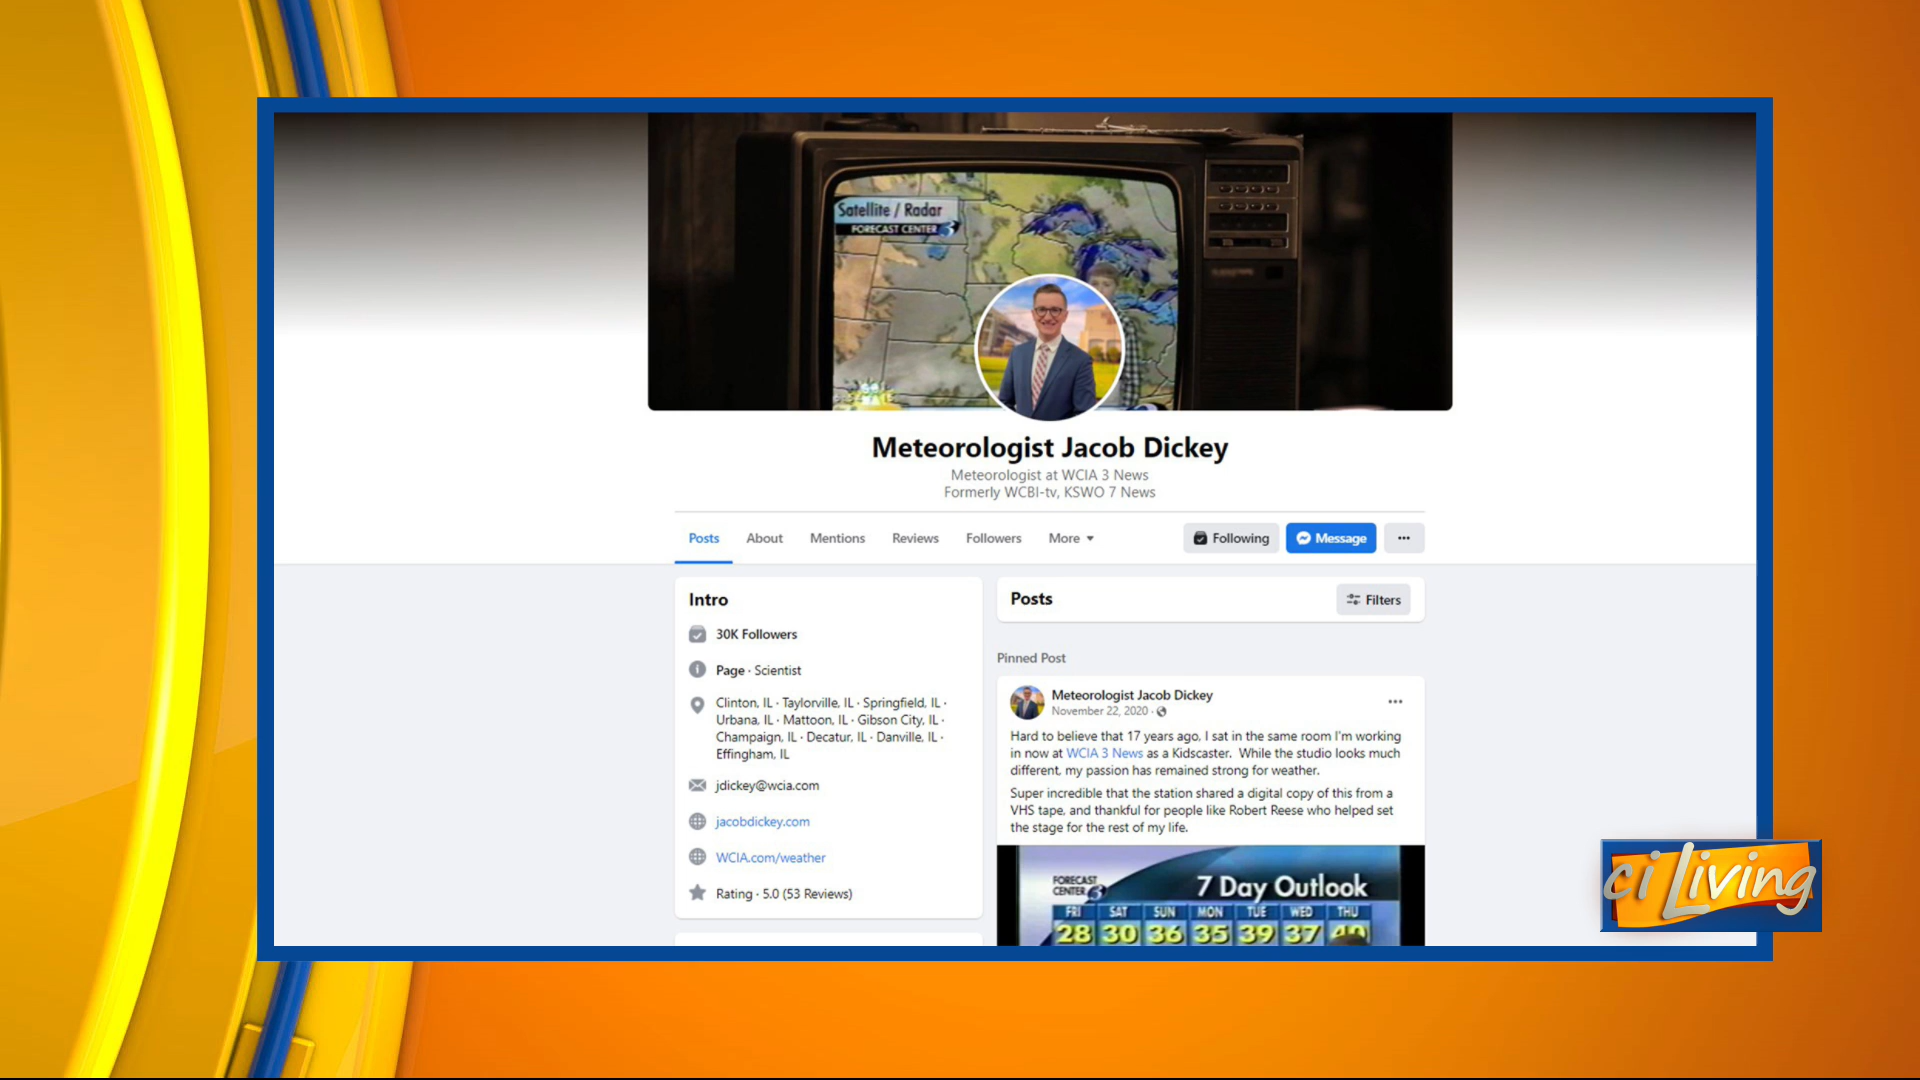 Satellite / Radar
FORECAST CENTER 3
Meteorologist Jacob Dickey
Meteorologist at WCIA 3 News
Formerly WCBI-tv, KSWO 7 News
Posts About Mentions Reviews Followers More Following Message ...
Intro
30K Followers
Page · Scientist
Clinton, IL · Taylorville, IL · Springfield, IL ·
Urbana, IL · Mattoon, IL · Gibson City, IL ·
Champaign, IL · Decatur, IL · Danville, IL ·
Effingham, IL
jdickey@wcia.com
jacobdickey.com
WCIA.com/weather
Rating · 5.0 (53 Reviews)
Posts
Filters
Pinned Post
Meteorologist Jacob Dickey
November 22, 2020 ·
Hard to believe that 17 years ago, I sat in the same room I'm working
in now at WCIA 3 News as a Kidscaster. While the studio looks much
different, my passion has remained strong for weather.
Super incredible that the station shared a digital copy of this from a
VHS tape, and thankful for people like Robert Reese who helped set
the stage for the rest of my life.
FORECAST
CENTER 3
7 Day Outlook
FRI SAT SUN MON TUE WED THU
28 30 36 35 39 37
ci Living